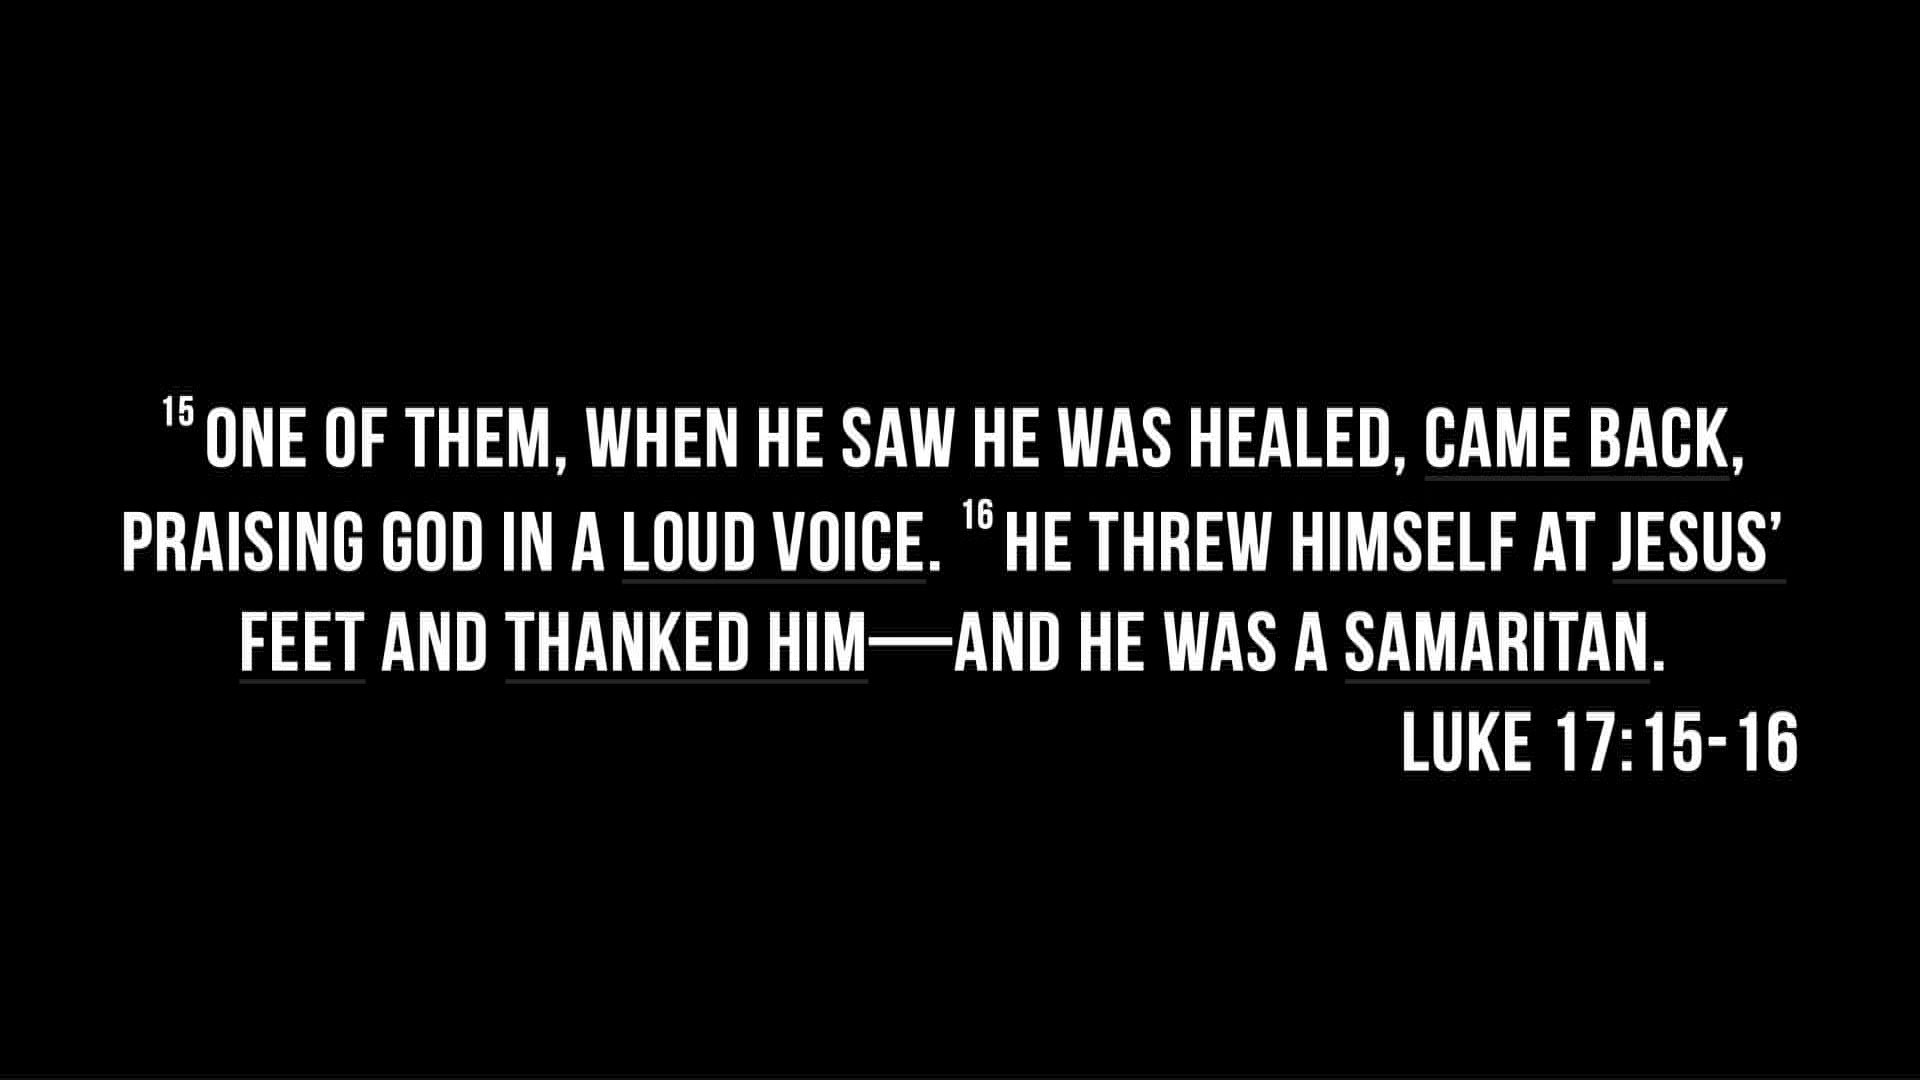 15 ONE OF THEM, WHEN HE SAW HE WAS HEALED, CAME BACK,
PRAISING GOD IN A LOUD VOICE. 16 HE THREW HIMSELF AT JESUS’
FEET AND THANKED HIM—AND HE WAS A SAMARITAN.
LUKE 17:15-16